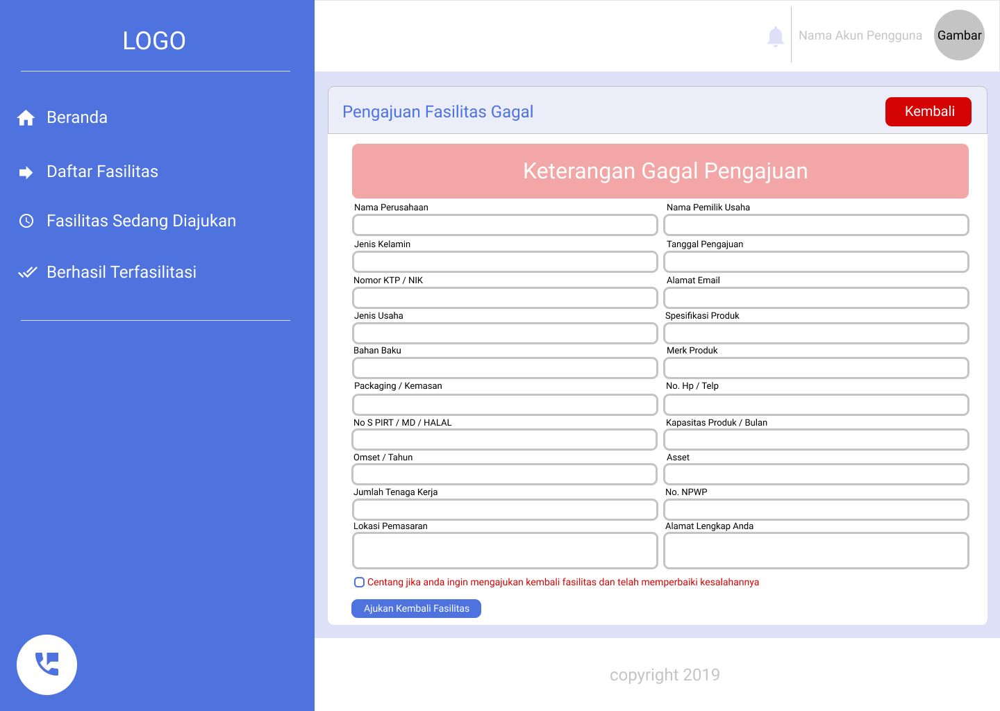 LOGO
Beranda
Daftar Fasilitas
Fasilitas Sedang Diajukan
Berhasil Terfasilitasi
Nama Akun Pengguna
Gambar
Pengajuan Fasilitas Gagal
Kembali
Keterangan Gagal Pengajuan
Nama Perusahaan
Nama Pemilik Usaha
Jenis Kelamin
Tanggal Pengajuan
Nomor KTP / NIK
Alamat Email
Jenis Usaha
Spesifikasi Produk
Bahan Baku
Merk Produk
Packaging / Kemasan
No. Hp / Telp
No S PIRT / MD / HALAL
Kapasitas Produk / Bulan
Omset / Tahun
Asset
Jumlah Tenaga Kerja
No. NPWP
Lokasi Pemasaran
Alamat Lengkap Anda
Centang jika anda ingin mengajukan kembali fasilitas dan telah memperbaiki kesalahannya
Ajukan Kembali Fasilitas
copyright 2019